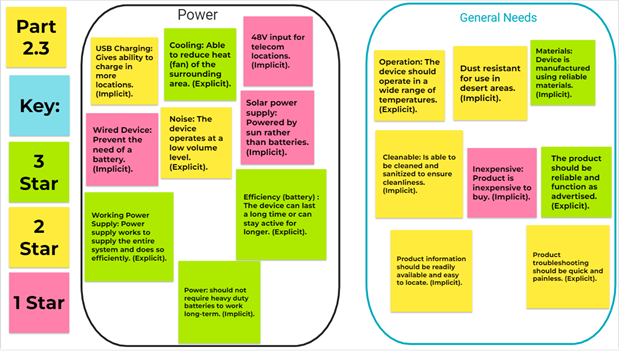 Part
2.3
Key:
3
Star
2
Star
1 Star
Power
USB Charging:
Gives ability to
charge in
more
locations.
(Implicit).
Cooling: Able
to reduce heat
(fan) of the
surrounding
area. (Explicit).
48V input for
telecom
locations.
(Implicit).
Wired Device:
Prevent the
need of a
battery.
(Implicit).
Noise: The
device
operates at a
low volume
level.
(Explicit).
Solar power
supply:
Powered by
sun rather
than batteries.
(Implicit).
Working Power
Supply: Power
supply works to
supply the entire
system and does so
efficiently. (Explicit).
Efficiency (battery) :
The device can last
a long time or can
stay active for
longer. (Explicit).
Power: should not
require heavy duty
batteries to work
long-term. (Implicit).
General Needs
Operation: The
device should
operate in a
wide range of
temperatures.
(Explicit).
Dust resistant
for use in
desert areas.
(Implicit).
Materials:
Device is
manufactured
using reliable
materials.
(Implicit).
Cleanable: Is able to
be cleaned and
sanitized to ensure
cleanliness.
(Implicit).
Inexpensive:
Product is
inexpensive to
buy. (Implicit).
The product
should be
reliable and
function as
advertised.
(Explicit).
Product information
should be readily
available and easy
to locate. (Implicit).
Product
troubleshooting
should be quick and
painless. (Explicit).